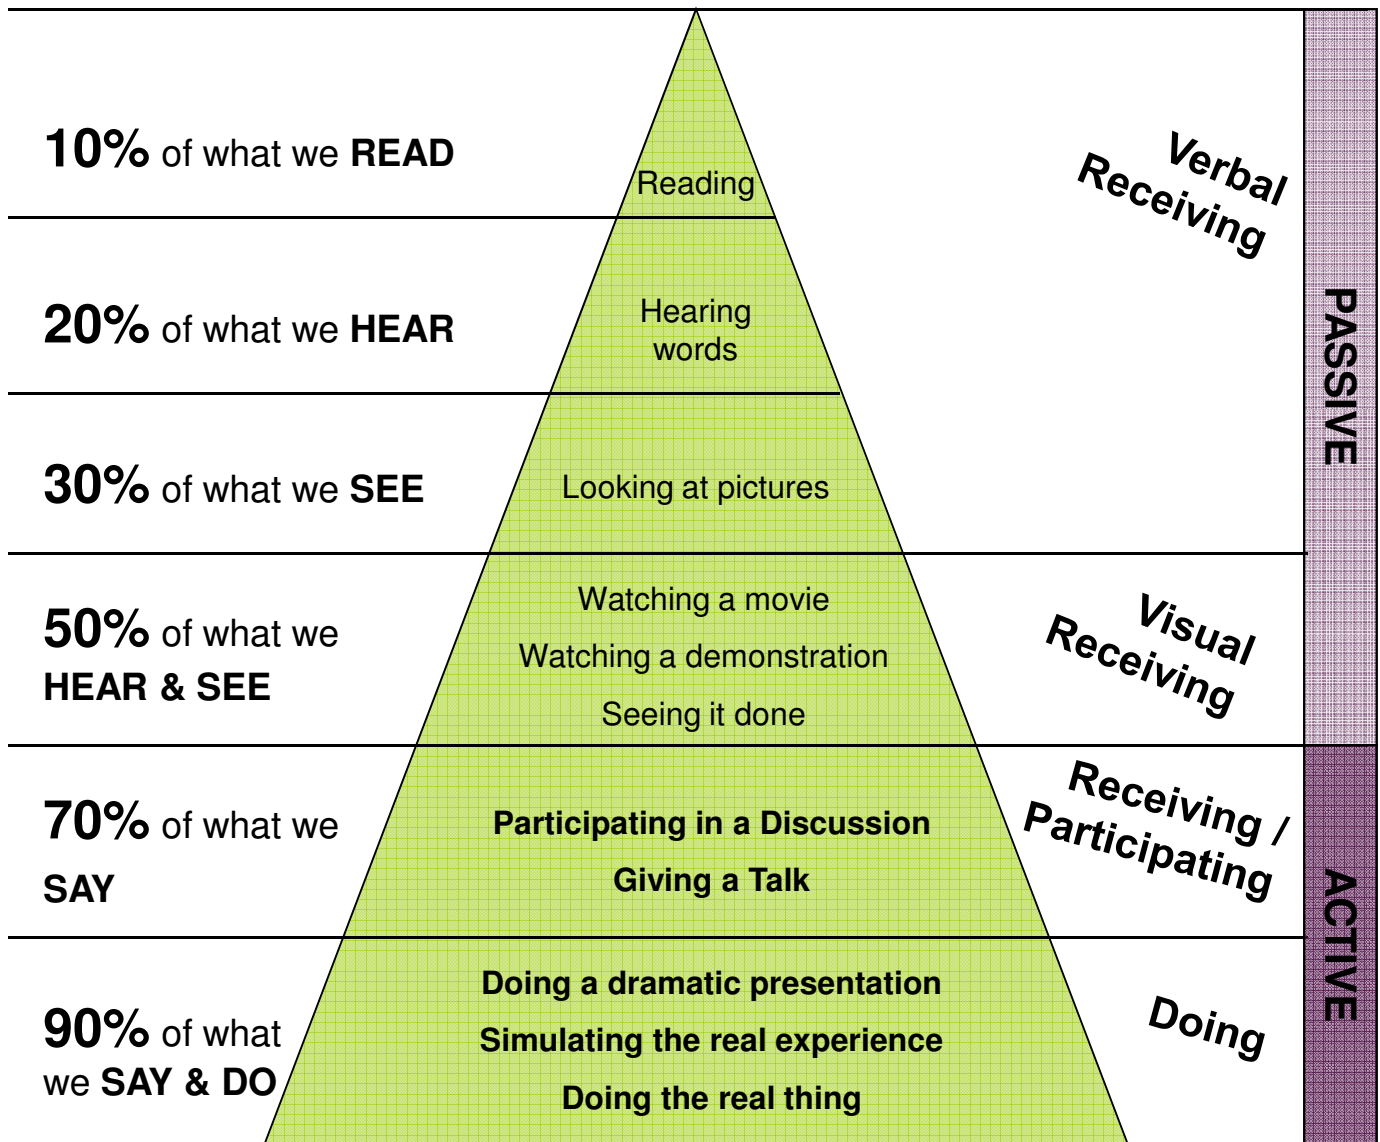 10% of what we READ
Reading
Verbal
Receiving
20% of what we HEAR
Hearing
words
30% of what we SEE
Looking at pictures
PASSIVE
50% of what we
HEAR & SEE
Watching a movie
Watching a demonstration
Seeing it done
Visual
Receiving
70% of what we
SAY
Participating in a Discussion
Giving a Talk
Receiving /
Participating
90% of what
we SAY & DO
Doing a dramatic presentation
Simulating the real experience
Doing the real thing
Doing
ACTIVE